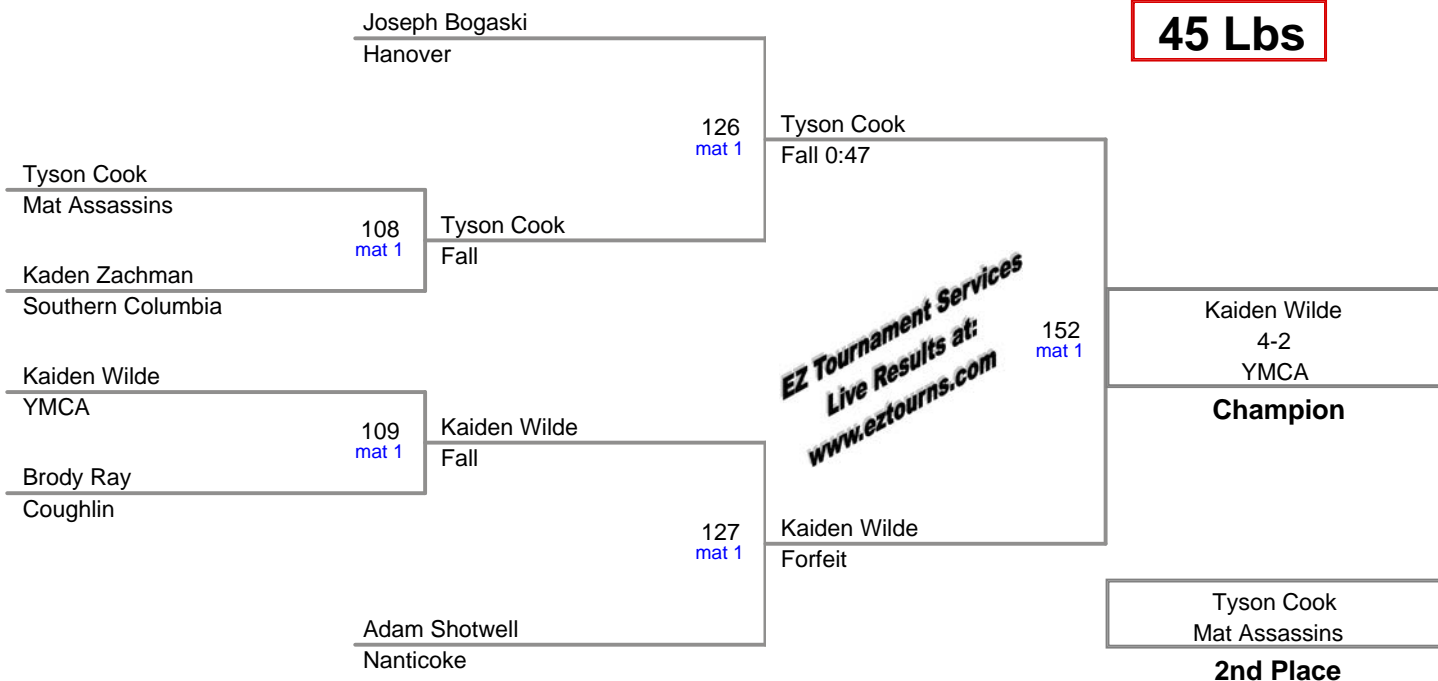 45 Lbs
Joseph Bogaski
Hanover
126
mat 1
Tyson Cook
Fall 0:47
Tyson Cook
Mat Assassins
108
mat 1
Tyson Cook
Fall
Kaden Zachman
Southern Columbia
EZ Tournament Services
Live Results at:
www.eztourns.com
152
mat 1
Kaiden Wilde
4-2
YMCA
Champion
Kaiden Wilde
YMCA
109
mat 1
Kaiden Wilde
Fall
Brody Ray
Coughlin
127
mat 1
Kaiden Wilde
Forfeit
Adam Shotwell
Nanticoke
Tyson Cook
Mat Assassins
2nd Place